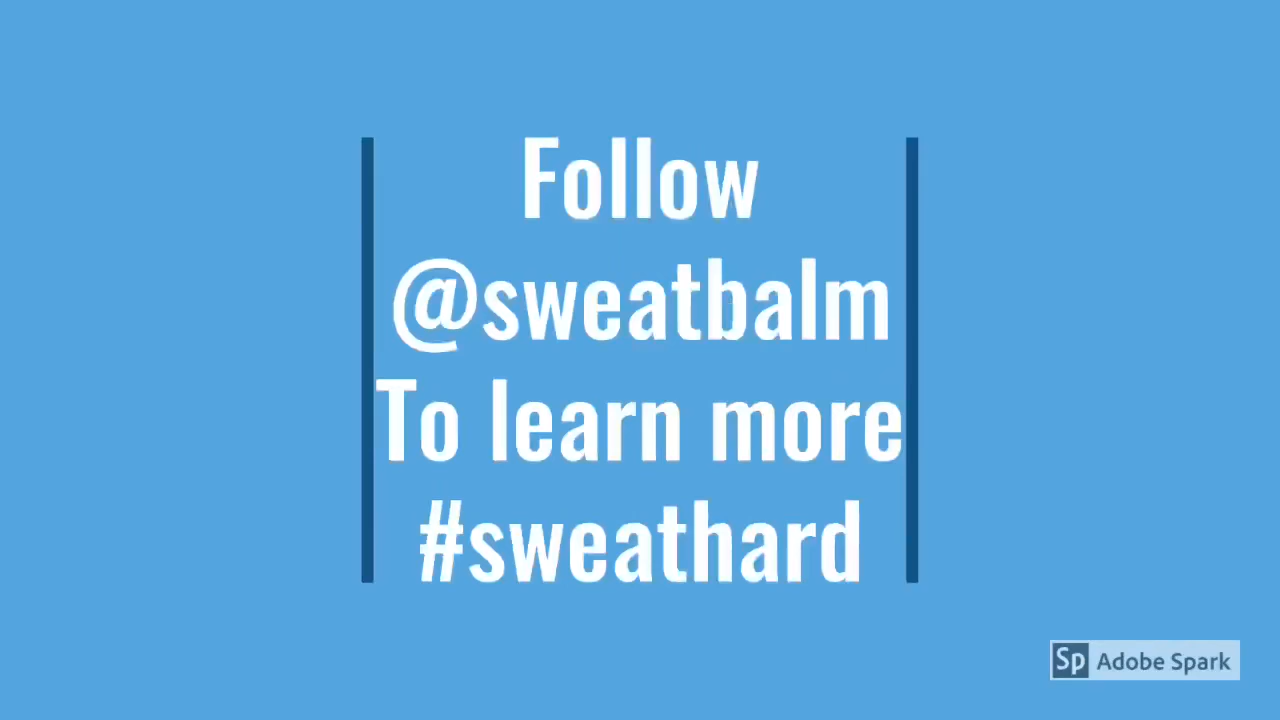 Follow
@sweatbalm
To learn more
#sweathard
Sp Adobe Spark